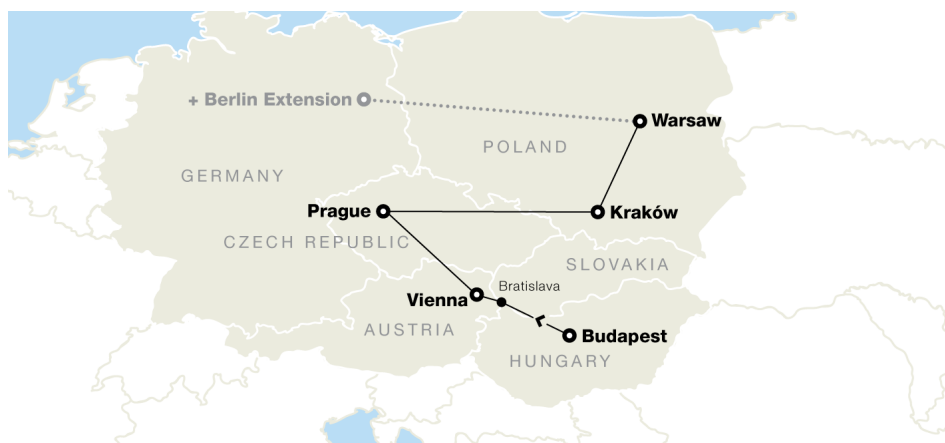 + Berlin Extension
Warsaw
POLAND
GERMANY
Prague
Kraków
CZECH REPUBLIC
SLOVAKIA
Bratislava
Vienna
AUSTRIA
Budapest
HUNGARY